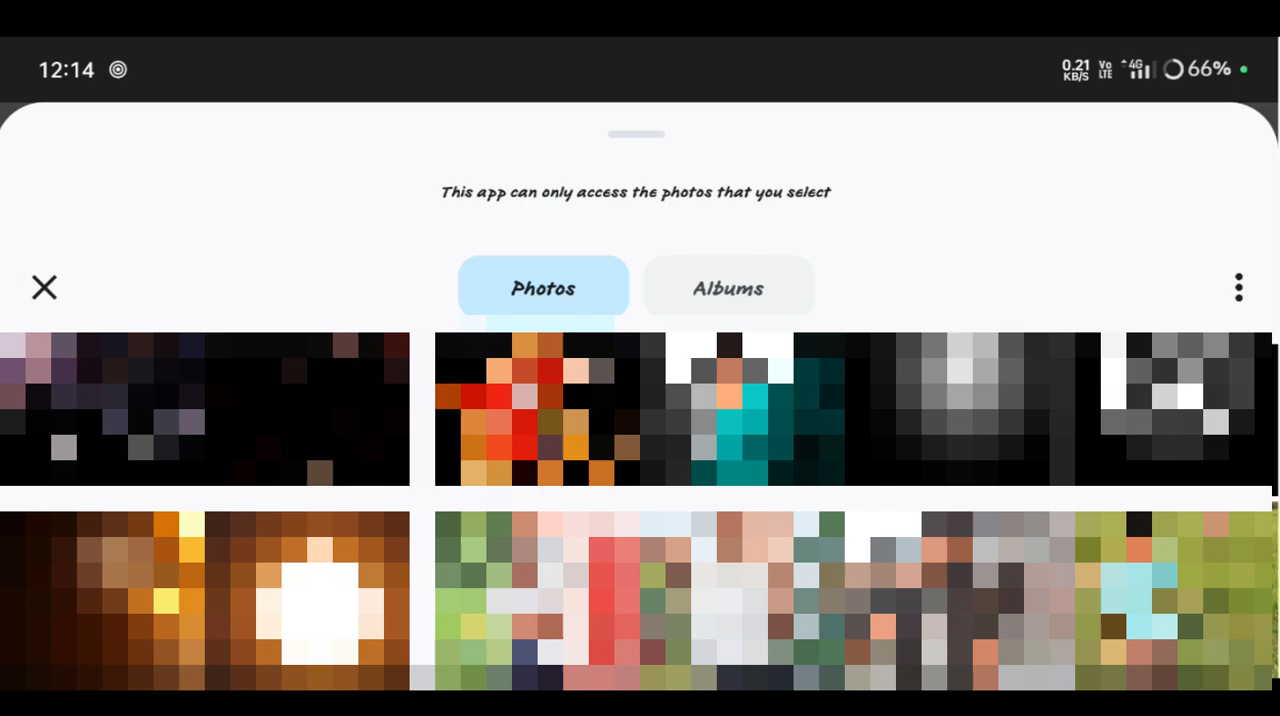 12:14 0.21 KB/S Vo LTE 4G 66%
This app can only access the photos that you select
Photos Albums